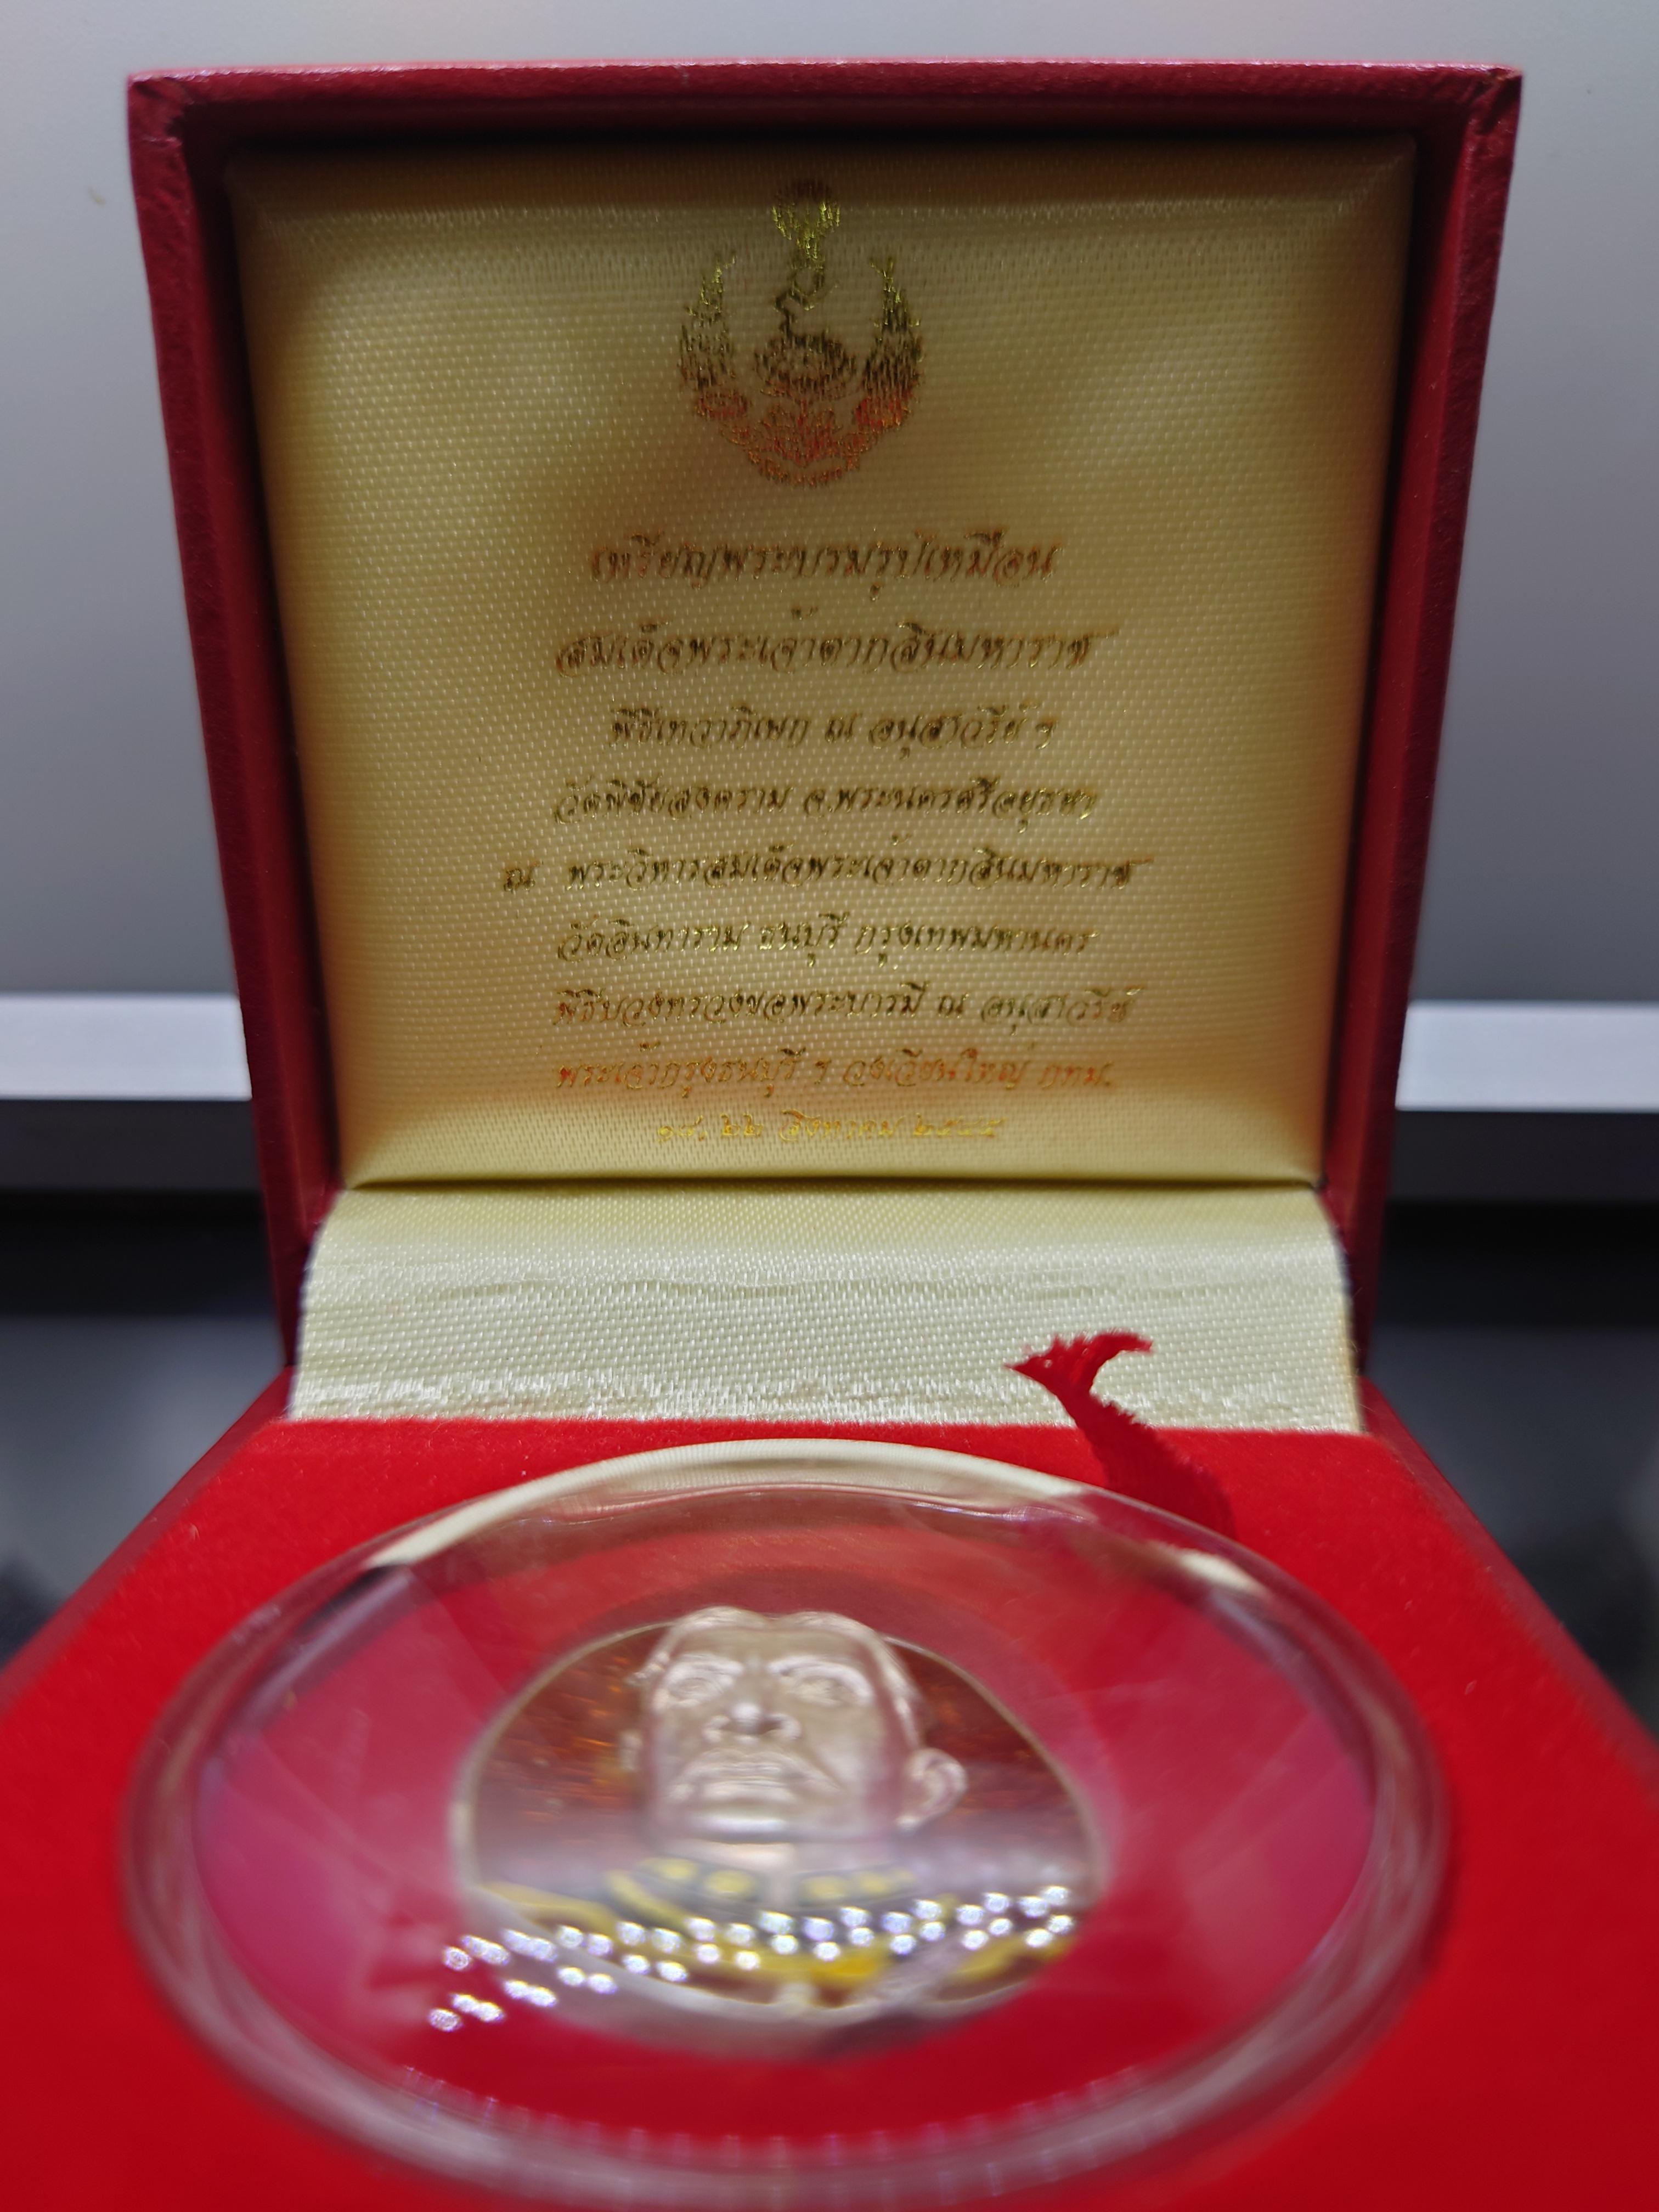 เหรียญพระบรมรูปเหมือน
สมเด็จพระเจ้าตากสินมหาราช
พิธีเทวาภิเษก ณ อนุสาวรีย์ ฯ
วัดพิชัยสงคราม จ.พระนครศรีอยุธยา
ณ พระวิหารสมเด็จพระเจ้าตากสินมหาราช
วัดอินทาราม ธนบุรี กรุงเทพมหานคร
พิธีบวงทรวงขอพระบารมี ณ อนุสาวรีย์
พระเจ้ากรุงธนบุรี ฯ วงเวียนใหญ่ กทม.
๒๒ สิงหาคม